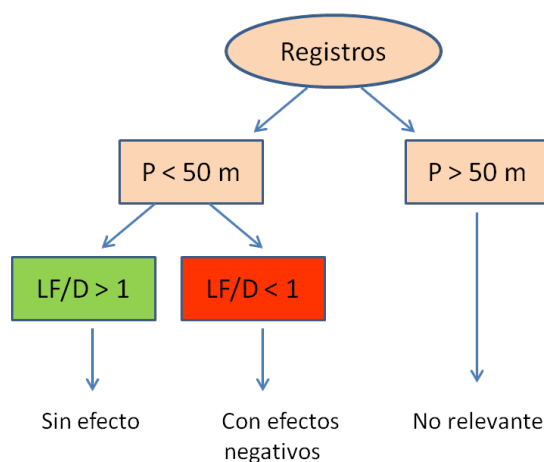 Registros
P < 50 m
P > 50 m
LF/D > 1
LF/D < 1
Sin efecto
Con efectos
negativos
No relevante